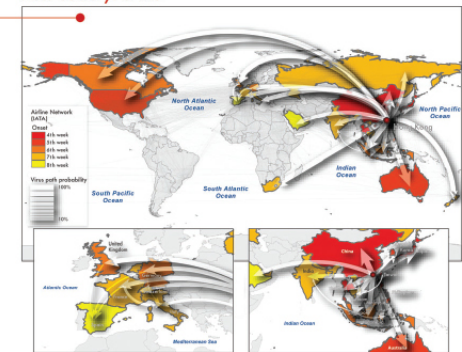 North Atlantic
Ocean
North Pacific
Ocean
Hong Kong
Airline Network
(IATA)
Onset
4th week
5th week
6th week
7th week
8th week
Virus path probability
100%
10%
Indian
Ocean
South Pacific
Ocean
South Atlantic
Ocean
United
Kingdom
Atlantic Ocean
Mediterranean Sea
China
India
Indian Ocean
Australia